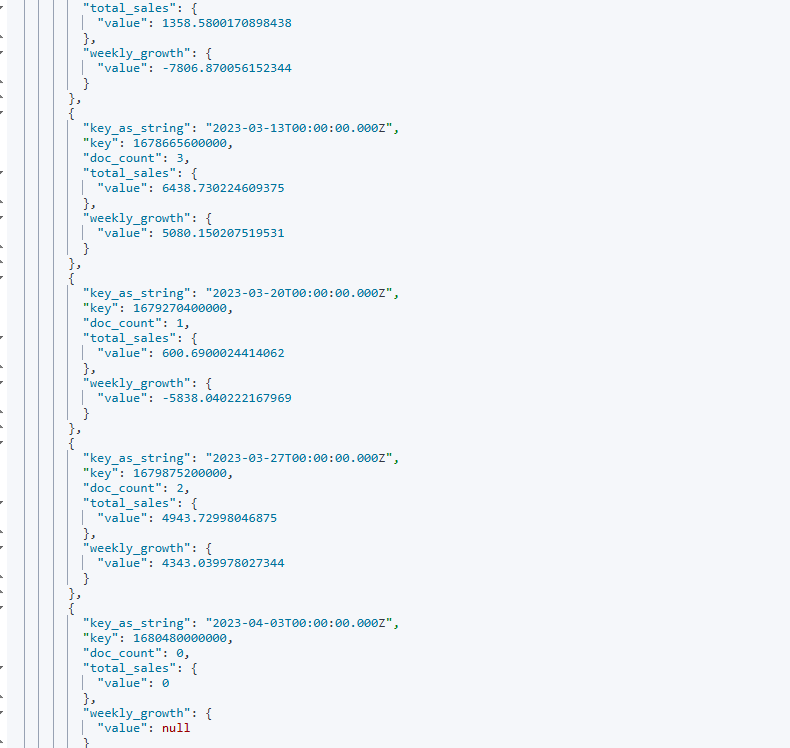 "total_sales": {
"value": 1358.5800170898438
},
"weekly_growth": {
"value": -7806.870056152344
}
},
{
"key_as_string": "2023-03-13T00:00:00.000Z",
"key": 1678665600000,
"doc_count": 3,
"total_sales": {
"value": 6438.730224609375
},
"weekly_growth": {
"value": 5080.150207519531
}
},
{
"key_as_string": "2023-03-20T00:00:00.000Z",
"key": 1679270400000,
"doc_count": 1,
"total_sales": {
"value": 600.6900024414062
},
"weekly_growth": {
"value": -5838.040222167969
}
},
{
"key_as_string": "2023-03-27T00:00:00.000Z",
"key": 1679875200000,
"doc_count": 2,
"total_sales": {
"value": 4943.72998046875
},
"weekly_growth": {
"value": 4343.039978027344
}
},
{
"key_as_string": "2023-04-03T00:00:00.000Z",
"key": 1680480000000,
"doc_count": 0,
"total_sales": {
"value": 0
},
"weekly_growth": {
"value": null
}